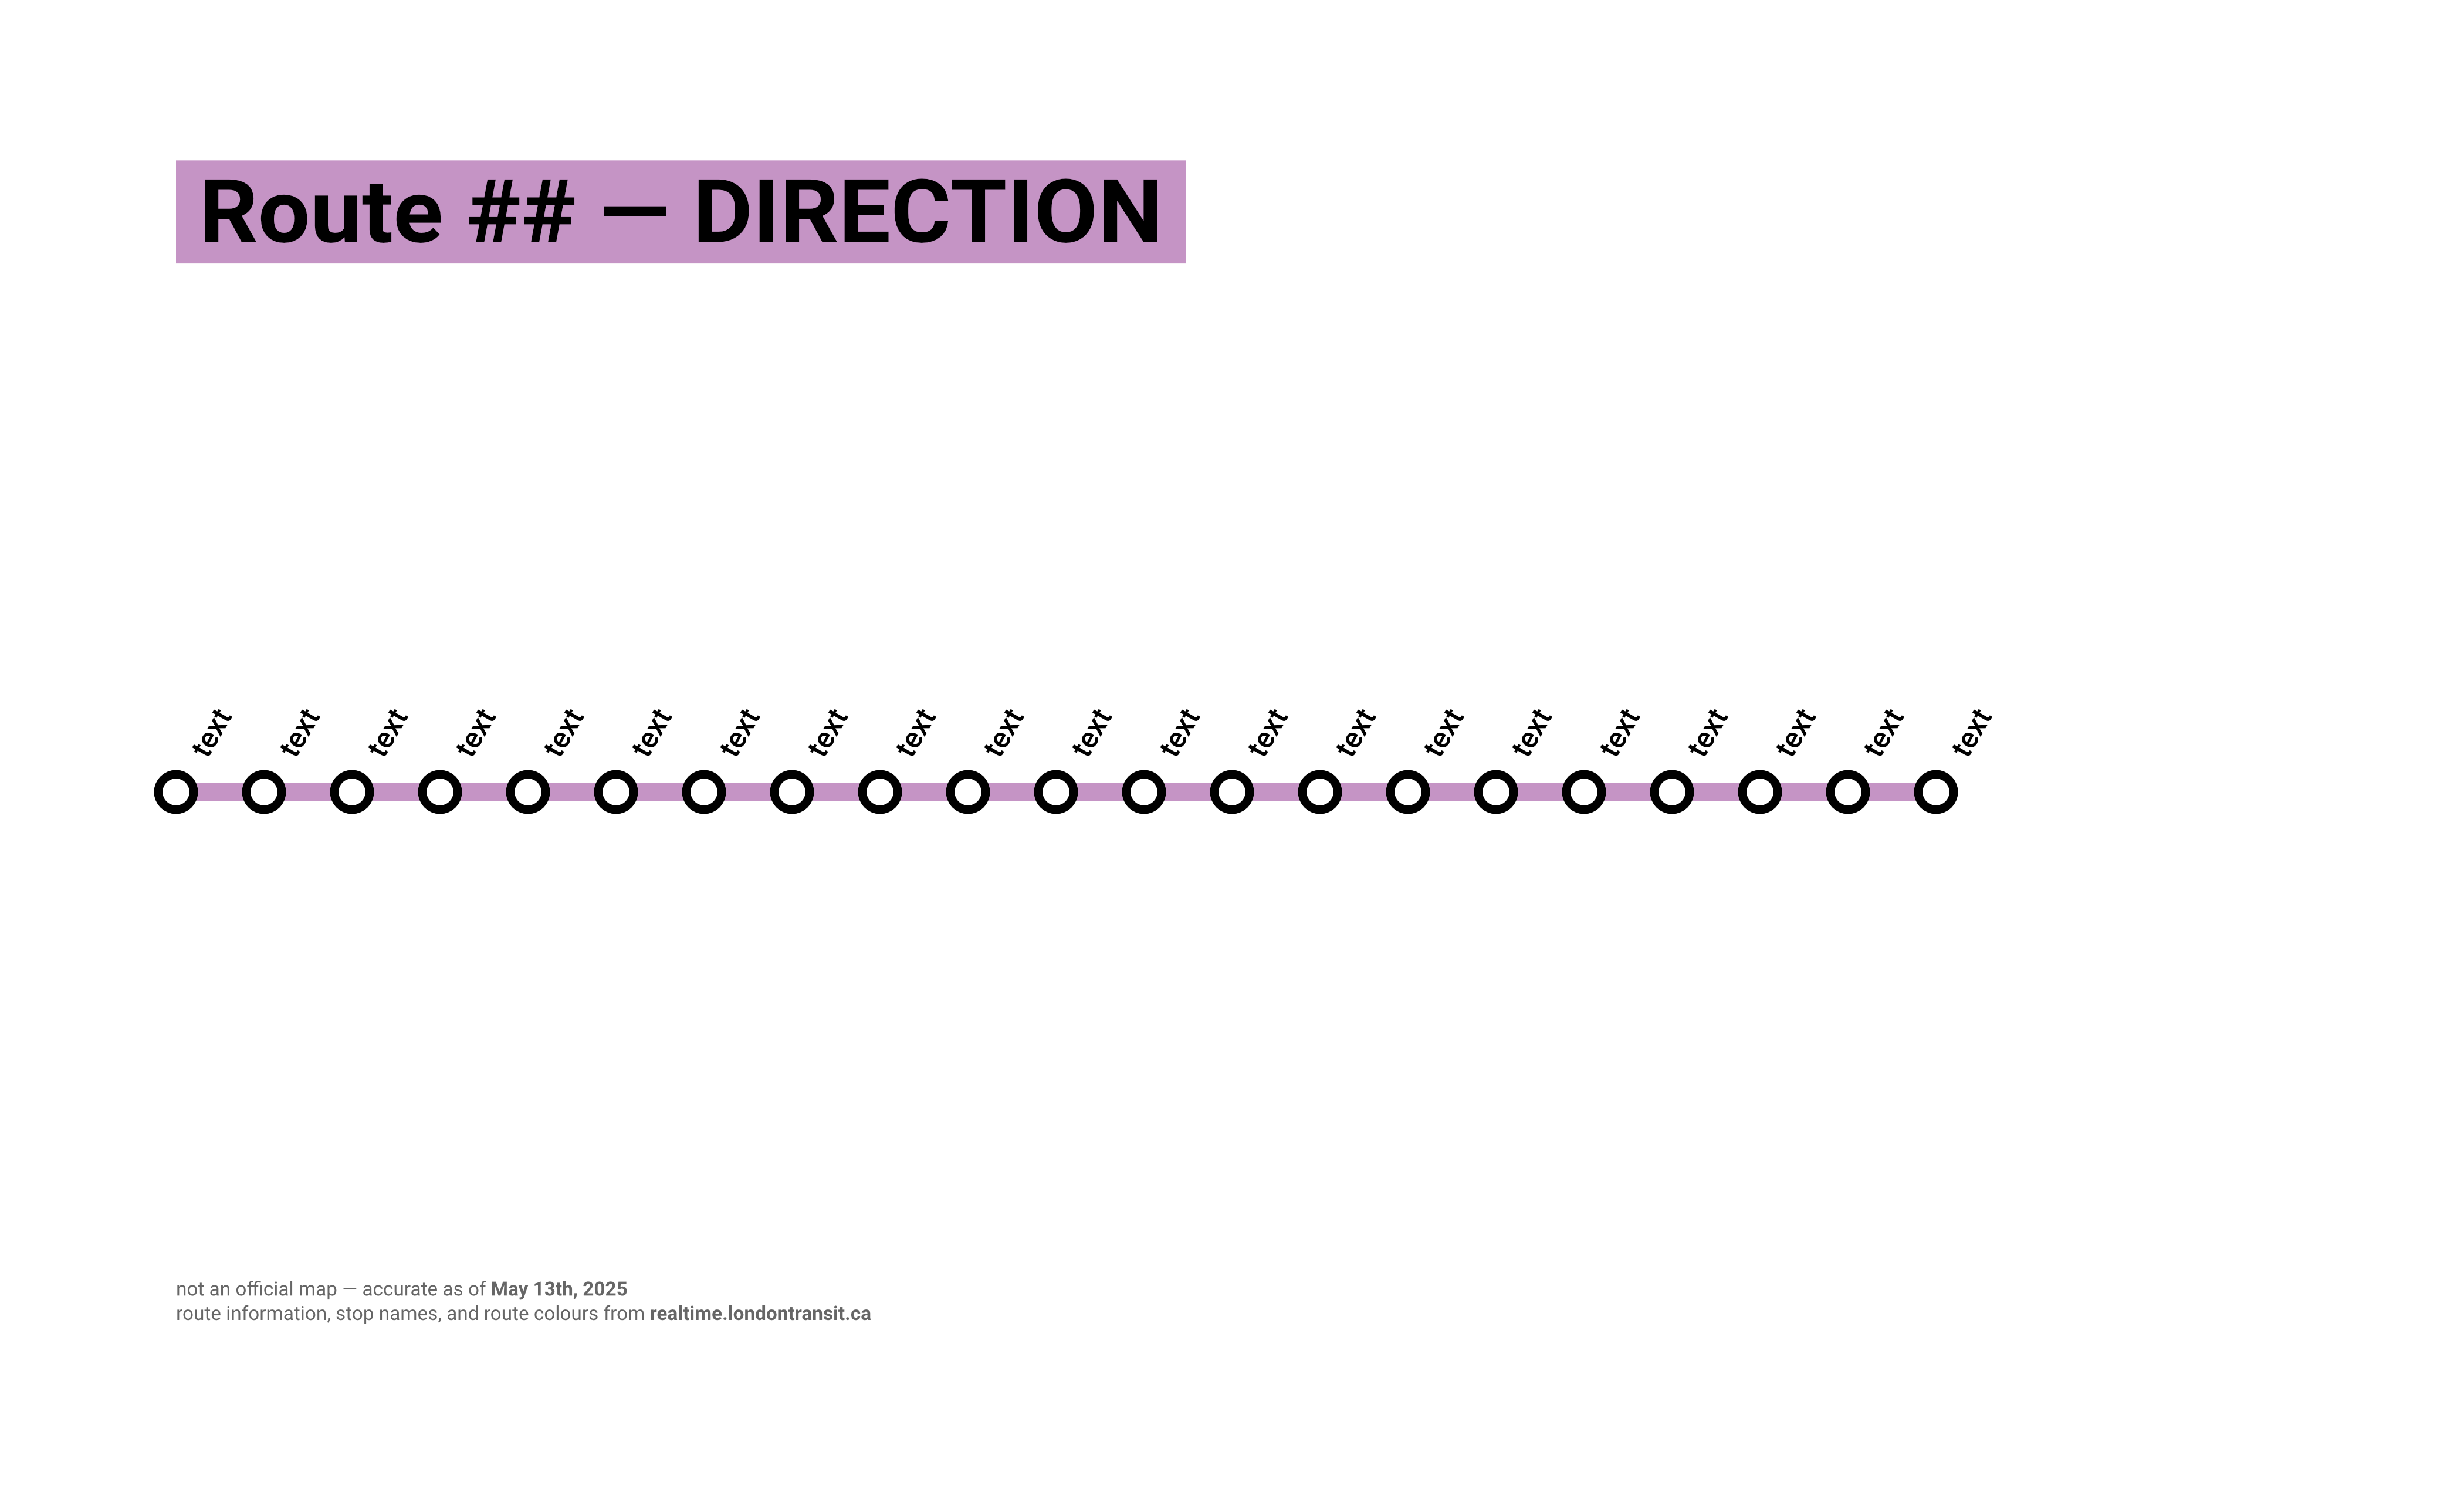 Route ## — DIRECTION
text text text text text text text text text text text text text text text text text text text text text
not an official map — accurate as of May 13th, 2025
route information, stop names, and route colours from realtime.londontransit.ca